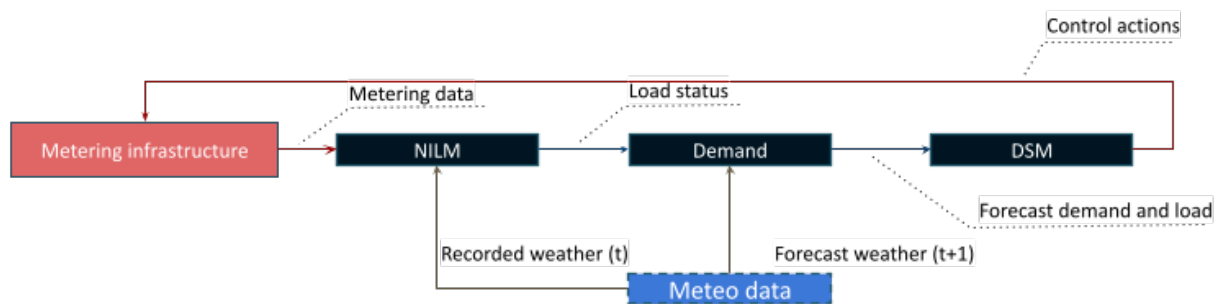 Control actions
Metering data
Load status
Metering infrastructure
NILM
Demand
DSM
Forecast demand and load
Recorded weather (t)
Forecast weather (t+1)
Meteo data